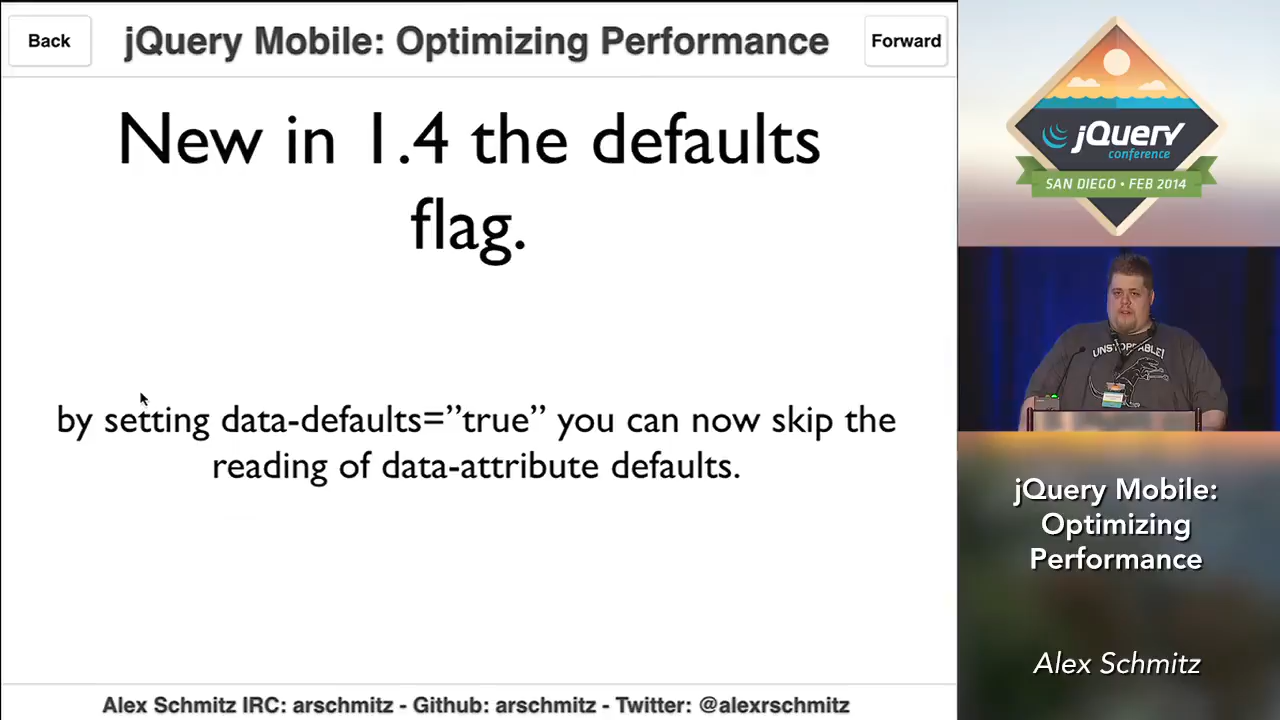 Back
jQuery Mobile: Optimizing Performance
Forward
New in 1.4 the defaults
flag.
by setting data-defaults=”true” you can now skip the
reading of data-attribute defaults.
Alex Schmitz IRC: arschmitz - Github: arschmitz - Twitter: @alexrschmitz
jQuery
conference
SAN DIEGO • FEB 2014
UNSTOPPABLE!
jQuery Mobile:
Optimizing
Performance
Alex Schmitz